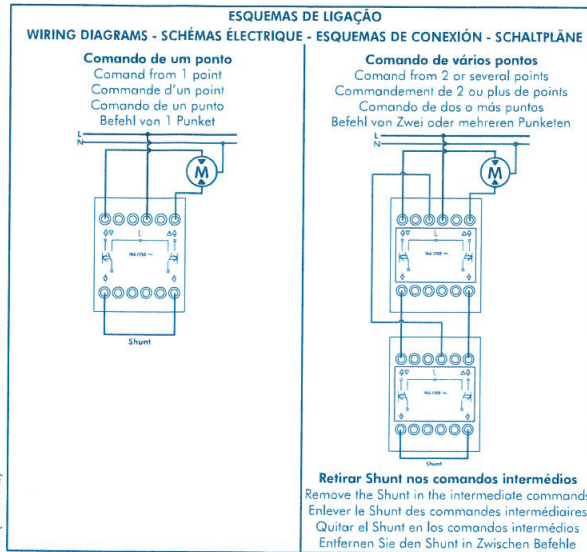 ESQUEMAS DE LIGAÇÃO
WIRING DIAGRAMS - SCHÉMAS ÉLECTRIQUE - ESQUEMAS DE CONEXIÓN - SCHALTPLÄNE
Comando de um ponto
Comand from 1 point
Commande d'un point
Comando de un punto
Befehl von 1 Punket
L
N
M
L
Shunt
Comando de vários pontos
Comand from 2 or several points
Commandement de 2 ou plus de points
Comando de dos o más puntos
Befehl von Zwei oder mehreren Punketen
L
N
M
L
L
Shunt
Retirar Shunt nos comandos intermédios
Remove the Shunt in the intermediate commands
Enlever le Shunt des commandes intermédiaires
Quitar el Shunt en los comandos intermédios
Entfernen Sie den Shunt in Zwischen Befehle